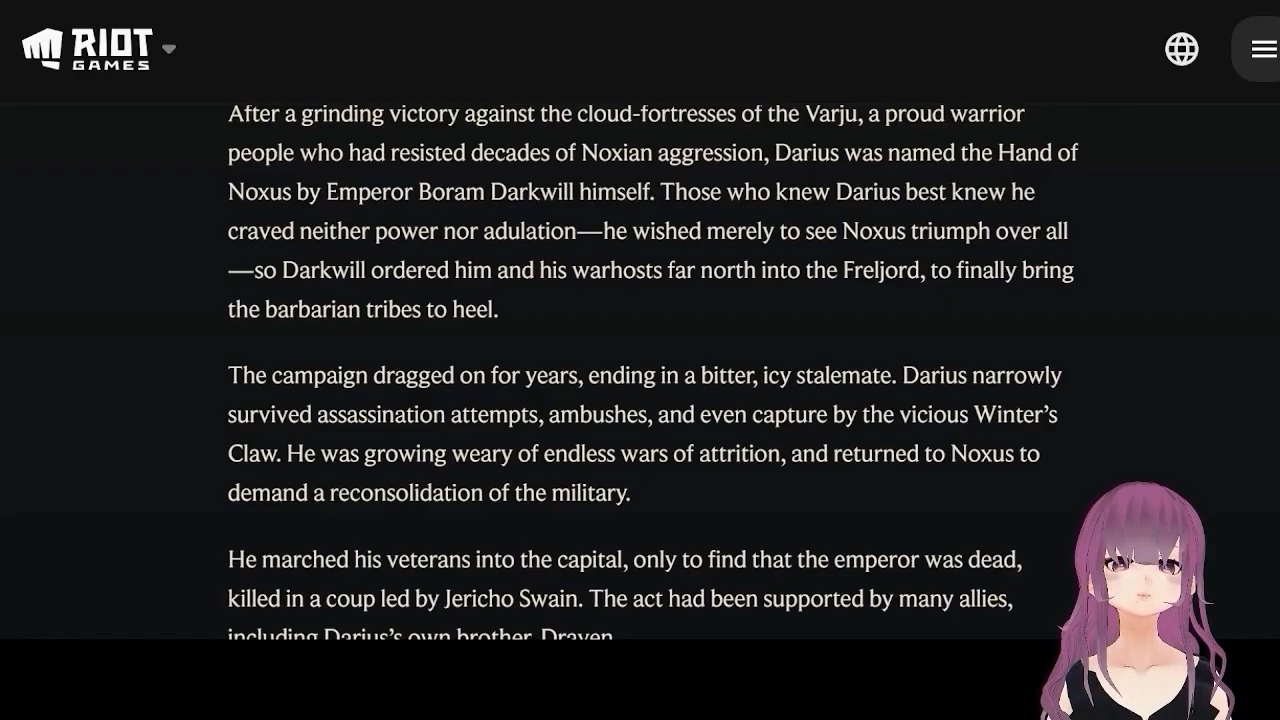 RIOT
GAMES
After a grinding victory against the cloud-fortresses of the Varju, a proud warrior
people who had resisted decades of Noxian aggression, Darius was named the Hand of
Noxus by Emperor Boram Darkwill himself. Those who knew Darius best knew he
craved neither power nor adulation—he wished merely to see Noxus triumph over all
—so Darkwill ordered him and his warhosts far north into the Freljord, to finally bring
the barbarian tribes to heel.
The campaign dragged on for years, ending in a bitter, icy stalemate. Darius narrowly
survived assassination attempts, ambushes, and even capture by the vicious Winter’s
Claw. He was growing weary of endless wars of attrition, and returned to Noxus to
demand a reconsolidation of the military.
He marched his veterans into the capital, only to find that the emperor was dead,
killed in a coup led by Jericho Swain. The act had been supported by many allies,
including Darius’s own brother, Draven.